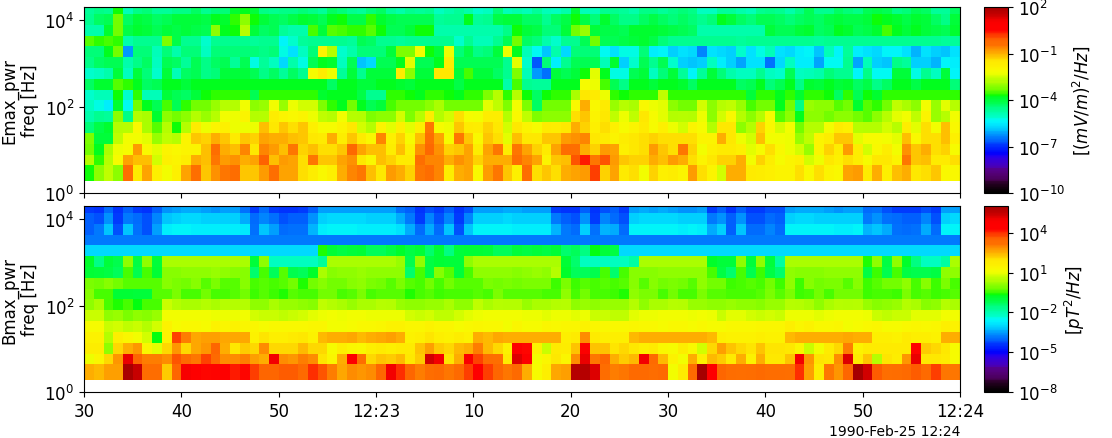 Emax_pwr
freq [Hz]
10^4
10^2
10^0
10^2
10^-1
10^-4
10^-7
10^-10
[(mV/m)^2/Hz]
Bmax_pwr
freq [Hz]
10^4
10^2
10^0
10^4
10^1
10^-2
10^-5
10^-8
[pT^2/Hz]
30 40 50 12:23 10 20 30 40 50 12:24
1990-Feb-25 12:24